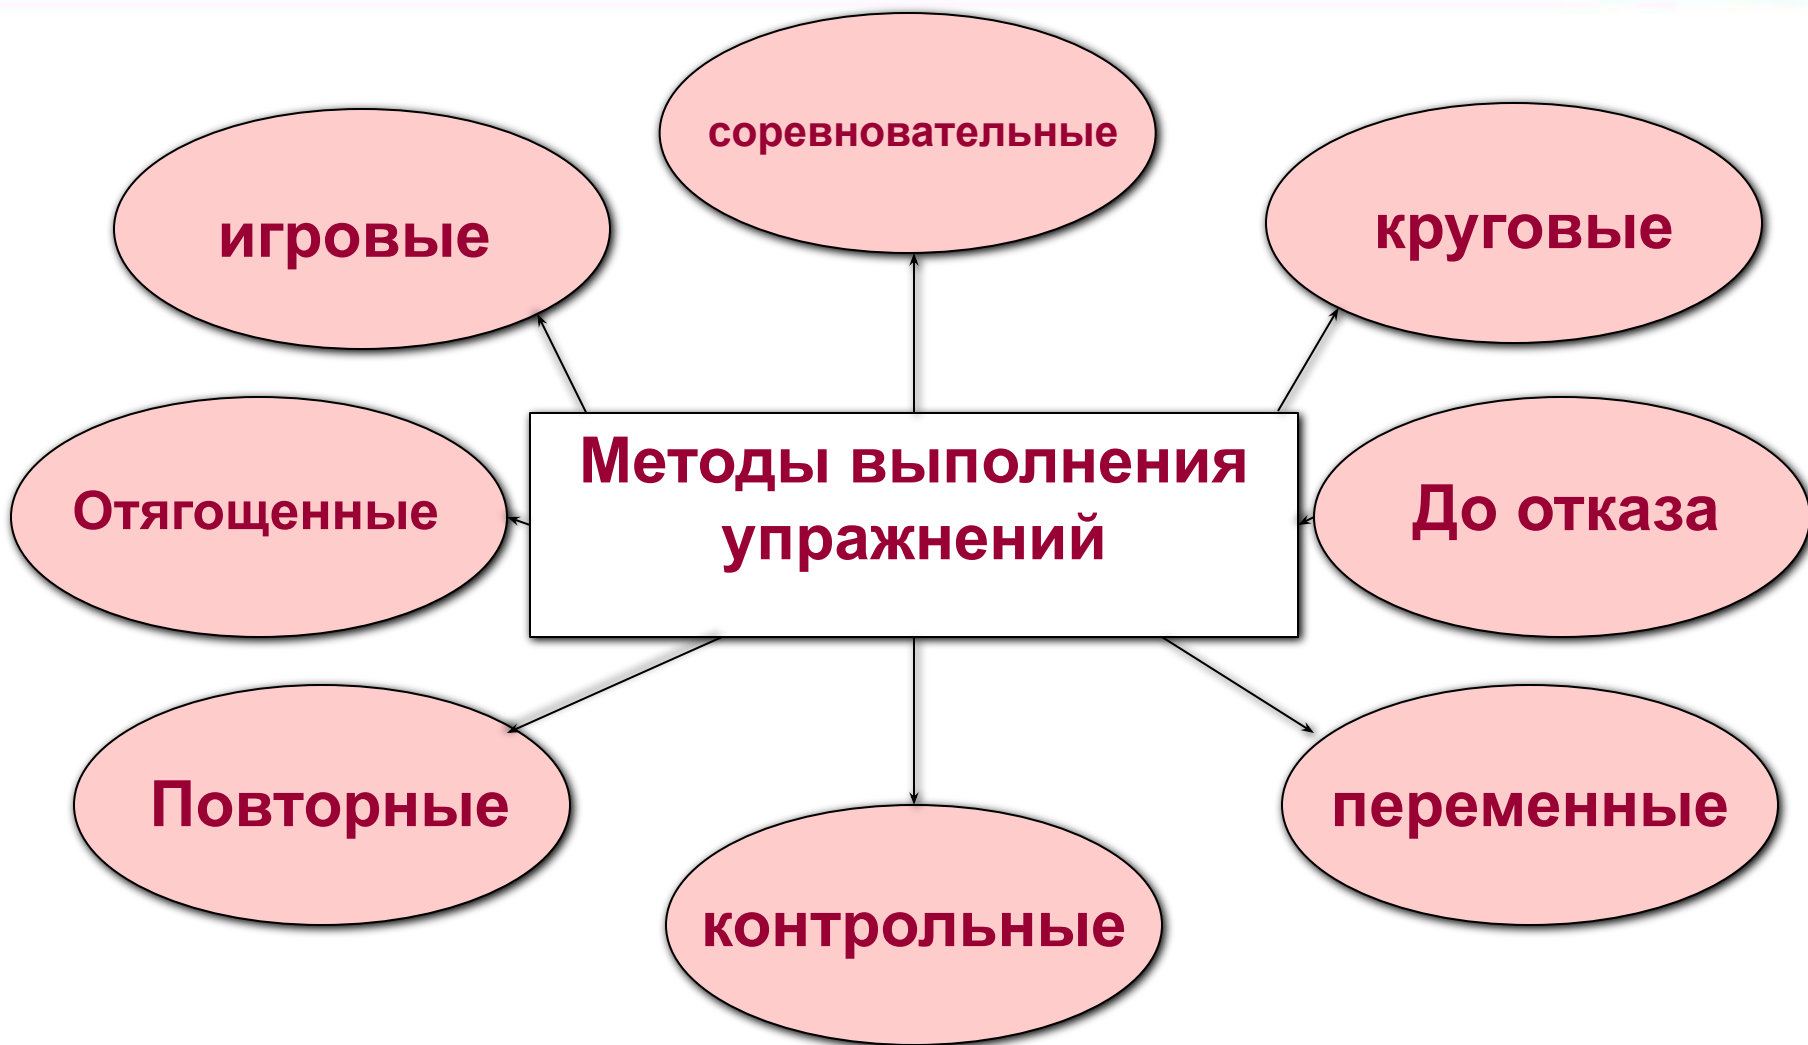 соревновательные
игровые
круговые
Методы выполнения
упражнений
Отягощенные
До отказа
Повторные
переменные
контрольные